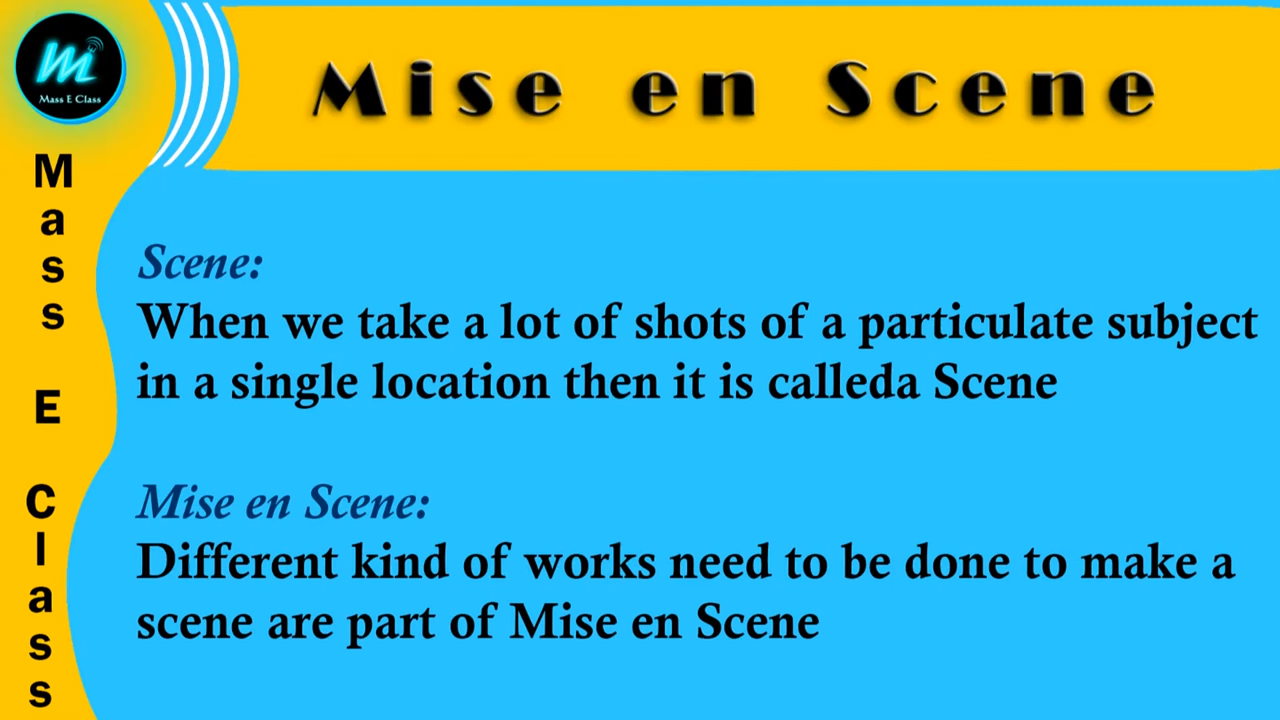 m
Mass E Class
Mise en Scene
Mass E Class
Scene:
When we take a lot of shots of a particulate subject
in a single location then it is calleda Scene
Mise en Scene:
Different kind of works need to be done to make a
scene are part of Mise en Scene